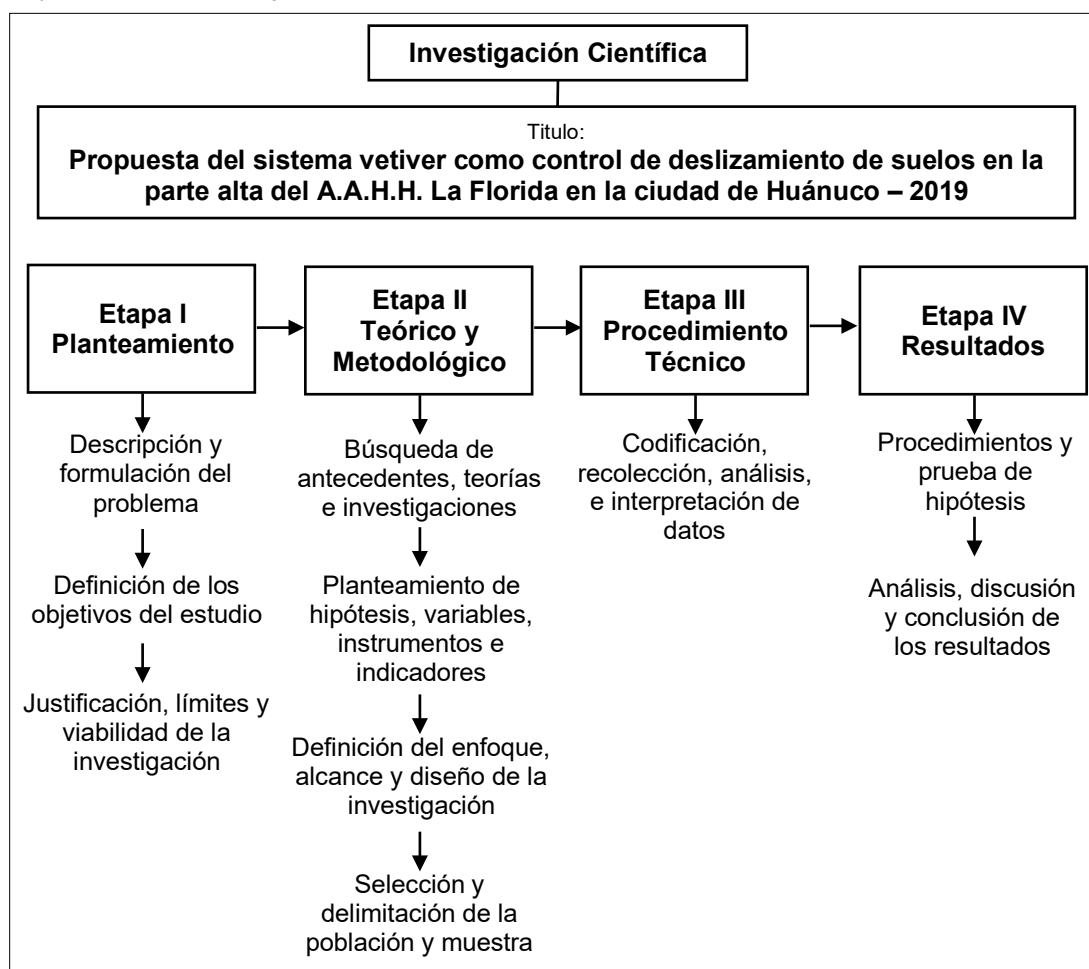 Investigación Científica
Titulo:
Propuesta del sistema vetiver como control de deslizamiento de suelos en la
parte alta del A.A.H.H. La Florida en la ciudad de Huánuco – 2019
Etapa I
Planteamiento
Descripción y
formulación del
problema
Definición de los
objetivos del estudio
Justificación, límites y
viabilidad de la
investigación
Etapa II
Teórico y
Metodológico
Búsqueda de
antecedentes, teorías
e investigaciones
Planteamiento de
hipótesis, variables,
instrumentos e
indicadores
Definición del enfoque,
alcance y diseño de la
investigación
Selección y
delimitación de la
población y muestra
Etapa III
Procedimiento
Técnico
Codificación,
recolección, análisis,
e interpretación de
datos
Etapa IV
Resultados
Procedimientos y
prueba de
hipótesis
Análisis, discusión
y conclusión de
los resultados